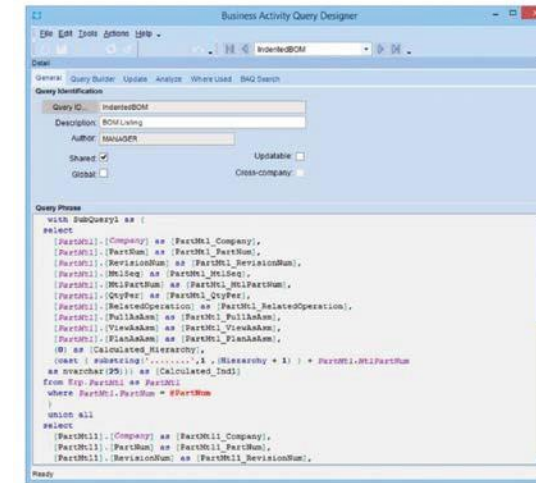 Business Activity Query Designer
File Edit Tools Actions Help
IndentedBOM
Detail
General Query Builder Update Analyze Where Used BAQ Search
Query Identification
Query ID... IndentedBOM
Description: BOM Listing
Author: MANAGER
Shared: Updatable:
Global: Cross-company:
Query Phrase
with SubQuery1 as (
select
[PartMtl].[Company] as [PartMtl_Company],
[PartMtl].[PartNum] as [PartMtl_PartNum],
[PartMtl].[RevisionNum] as [PartMtl_RevisionNum],
[PartMtl].[MtlSeq] as [PartMtl_MtlSeq],
[PartMtl].[MtlPartNum] as [PartMtl_MtlPartNum],
[PartMtl].[QtyPer] as [PartMtl_QtyPer],
[PartMtl].[RelatedOperation] as [PartMtl_RelatedOperation],
[PartMtl].[PullAsAsm] as [PartMtl_PullAsAsm],
[PartMtl].[ViewAsAsm] as [PartMtl_ViewAsAsm],
[PartMtl].[PlanAsAsm] as [PartMtl_PlanAsAsm],
(0) as [Calculated_Hierarchy],
(cast ( substring('........',1 ,(Hierarchy + 1) ) + PartMtl.MtlPartNum
as nvarchar(25))) as [Calculated_Ind1]
from Erp.PartMtl as PartMtl
where PartMtl.PartNum = @PartNum
)
union all
select
[PartMtl1].[Company] as [PartMtl1_Company],
[PartMtl1].[PartNum] as [PartMtl1_PartNum],
[PartMtl1].[RevisionNum] as [PartMtl1_RevisionNum],
Ready